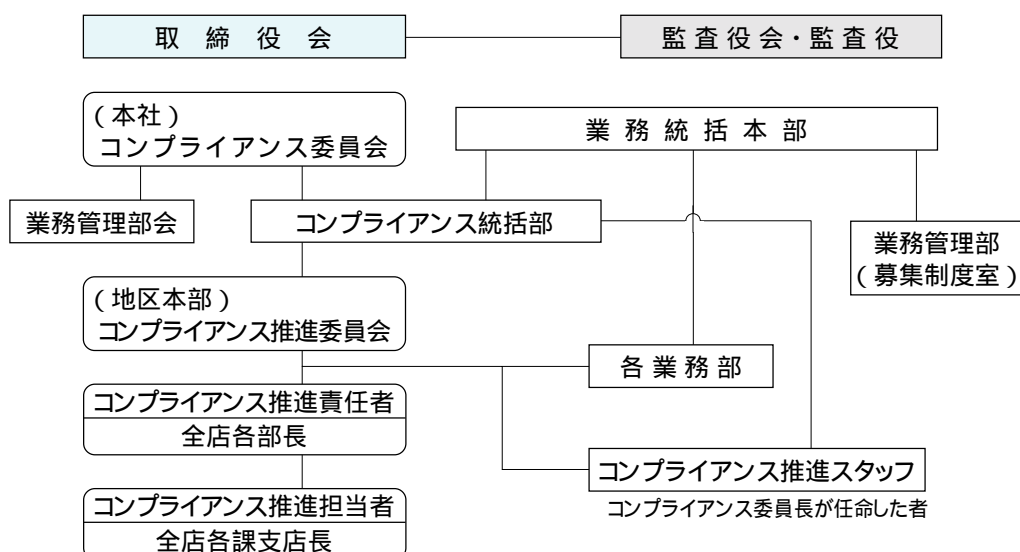 取締役会
監査役会・監査役
(本社)
コンプライアンス委員会
業務統括本部
業務管理部会
コンプライアンス統括部
業務管理部
(募集制度室)
(地区本部)
コンプライアンス推進委員会
各業務部
コンプライアンス推進責任者
全店各部長
コンプライアンス推進スタッフ
コンプライアンス委員長が任命した者
コンプライアンス推進担当者
全店各課支店長